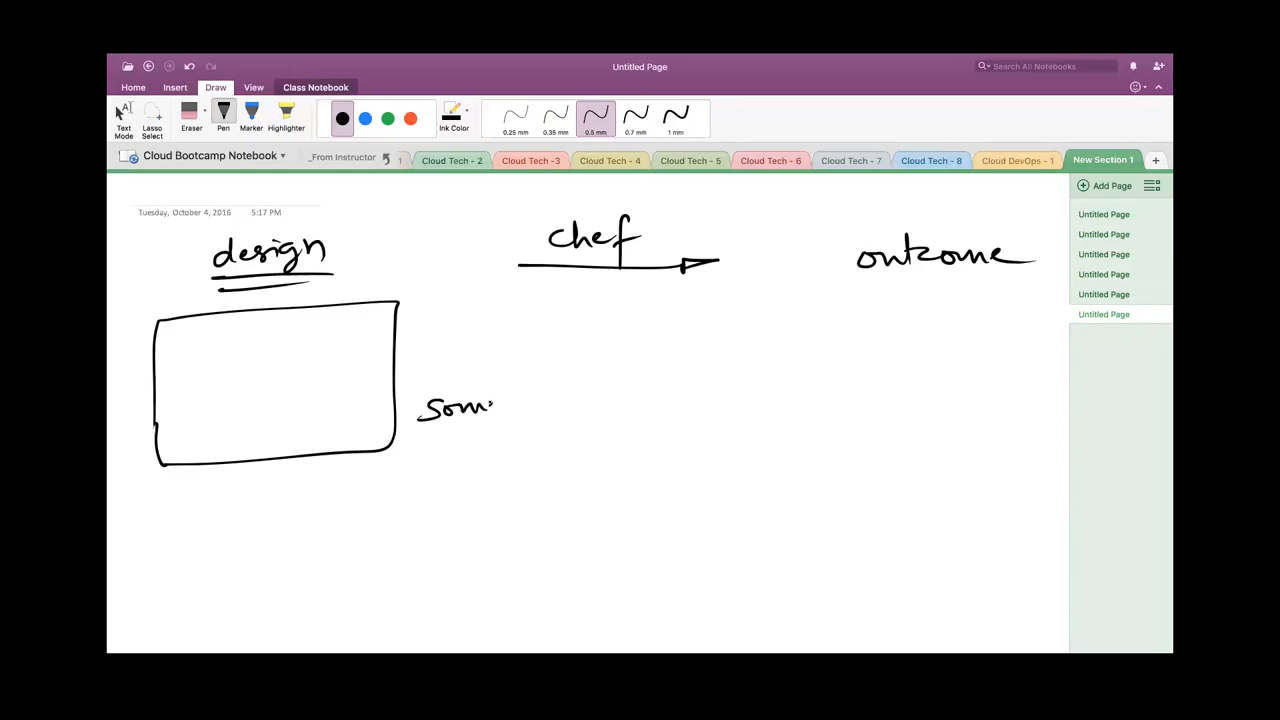 Untitled Page
Search All Notebooks
Home Insert Draw View Class Notebook
Text Mode
Lasso Select
Eraser
Pen
Marker
Highlighter
Ink Color
0.25 mm 0.35 mm 0.5 mm 0.7 mm 1 mm
Cloud Bootcamp Notebook
_From Instructor
1
Cloud Tech - 2
Cloud Tech -3
Cloud Tech - 4
Cloud Tech - 5
Cloud Tech - 6
Cloud Tech - 7
Cloud Tech - 8
Cloud DevOps - 1
New Section 1
Add Page
Untitled Page
Untitled Page
Untitled Page
Untitled Page
Untitled Page
Untitled Page
Tuesday, October 4, 2016 5:17 PM
design
chef
outcome
som